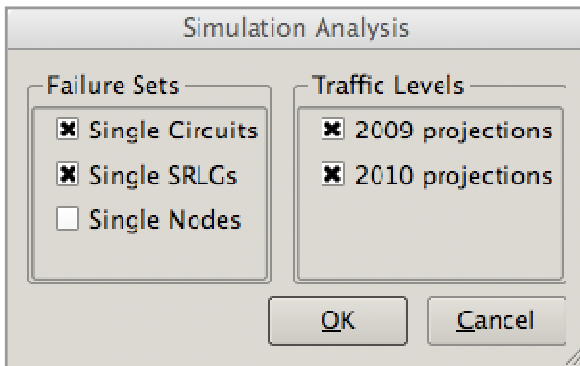 Simulation Analysis
Failure Sets
Single Circuits
Single SRLGs
Single Nodes
Traffic Levels
2009 projections
2010 projections
OK
Cancel